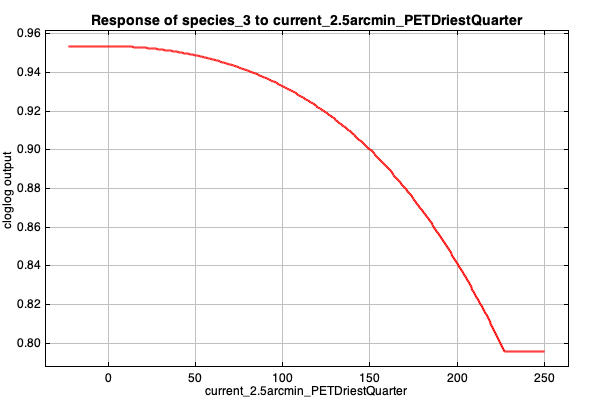 Response of species_3 to current_2.5arcmin_PETDriestQuarter
0.96
0.94
0.92
0.90
0.88
0.86
0.84
0.82
0.80
cloglog output
0 50 100 150 200 250
current_2.5arcmin_PETDriestQuarter